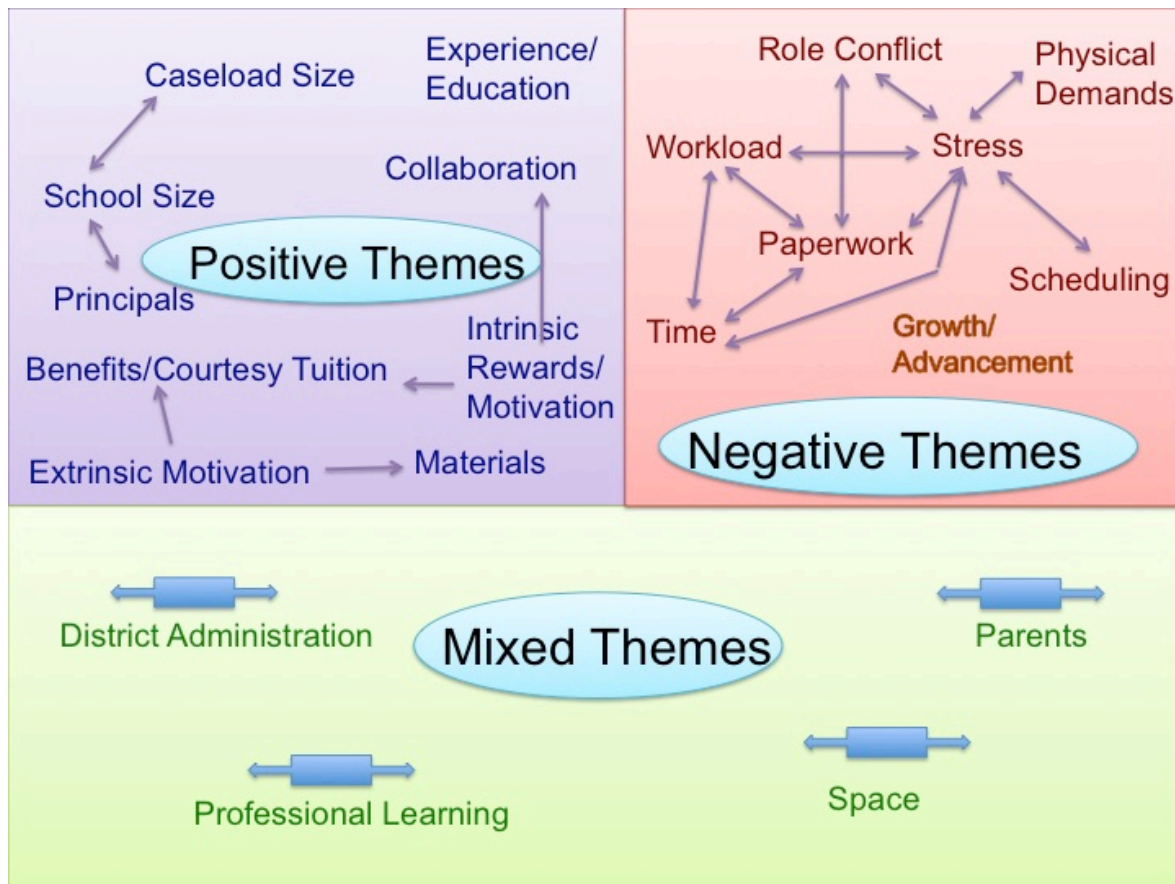 Caseload Size
Experience/
Education
Collaboration
School Size
Positive Themes
Principals
Intrinsic
Rewards/
Motivation
Benefits/Courtesy Tuition
Extrinsic Motivation
Materials
Role Conflict
Physical
Demands
Workload
Stress
Paperwork
Scheduling
Time
Growth/
Advancement
Negative Themes
District Administration
Mixed Themes
Parents
Professional Learning
Space